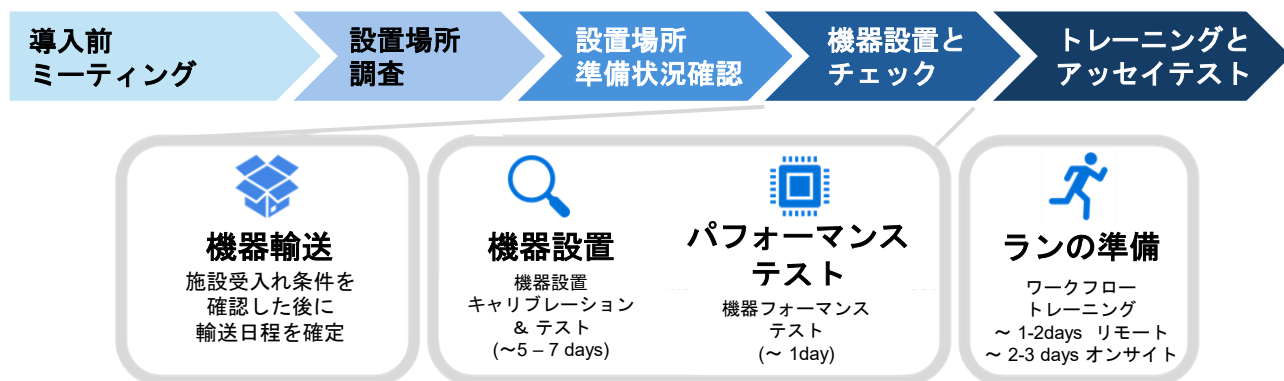 導入前
ミーティング
設置場所
調査
設置場所
準備状況確認
機器設置と
チェック
トレーニングと
アッセイテスト
機器輸送
施設受入れ条件を
確認した後に
輸送日程を確定
機器設置
機器設置
キャリブレーション
& テスト
(～5 – 7 days)
パフォーマンス
テスト
機器フォーマンス
テスト
(～ 1day)
ランの準備
ワークフロー
トレーニング
～ 1-2days リモート
～ 2-3 days オンサイト